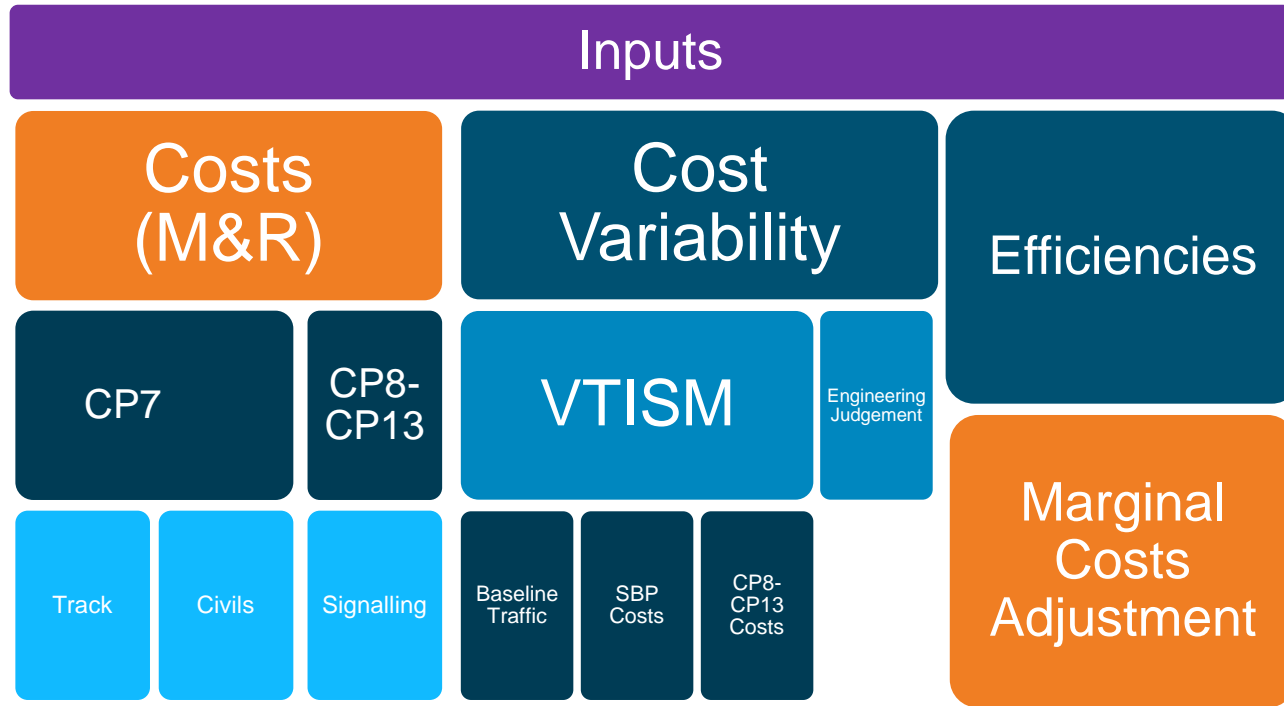 Inputs
Costs
(M&R)
Cost
Variability
Efficiencies
CP7
CP8-
CP13
VTISM
Engineering
Judgement
Marginal
Costs
Adjustment
Track
Civils
Signalling
Baseline
Traffic
SBP
Costs
CP8-
CP13
Costs